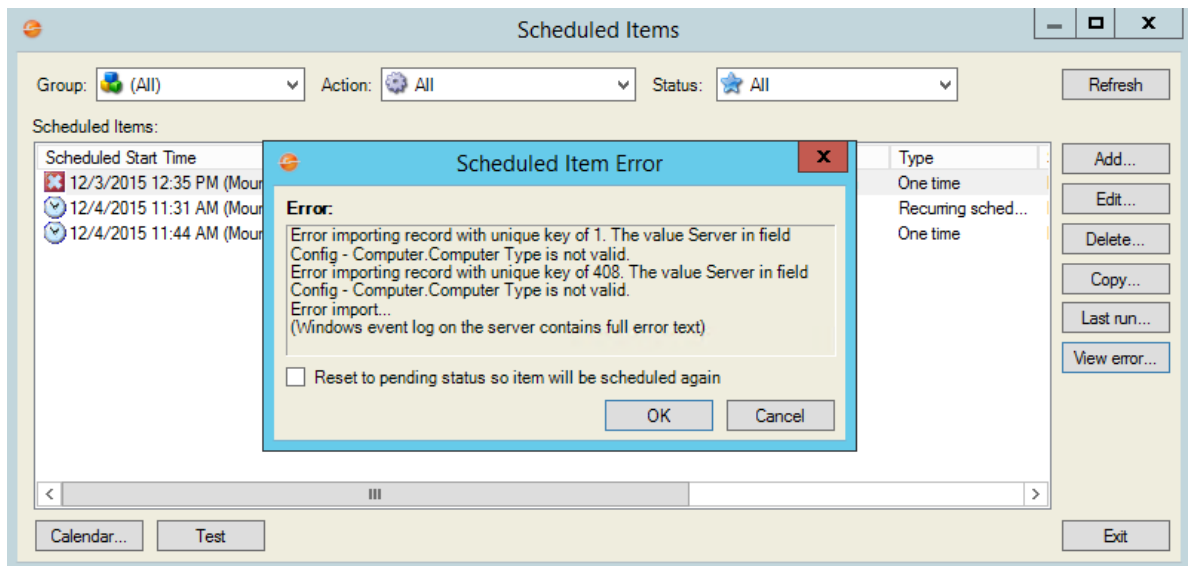 Scheduled Items
Group: (All) Action: All Status: All Refresh
Scheduled Items:
Scheduled Start Time Type
12/3/2015 12:35 PM (Mour One time
12/4/2015 11:31 AM (Mour Recurring sched...
12/4/2015 11:44 AM (Mour One time
Scheduled Item Error
Error:
Error importing record with unique key of 1. The value Server in field
Config - Computer.Computer Type is not valid.
Error importing record with unique key of 408. The value Server in field
Config - Computer.Computer Type is not valid.
Error import...
(Windows event log on the server contains full error text)
Reset to pending status so item will be scheduled again
OK Cancel
Add...
Edit...
Delete...
Copy...
Last run...
View error...
Calendar... Test Exit